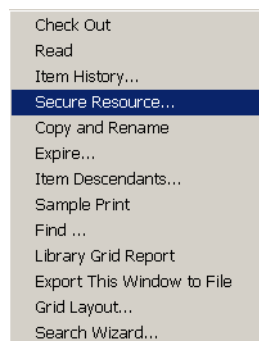 Check Out
Read
Item History...
Secure Resource...
Copy and Rename
Expire...
Item Descendants...
Sample Print
Find ...
Library Grid Report
Export This Window to File
Grid Layout...
Search Wizard...